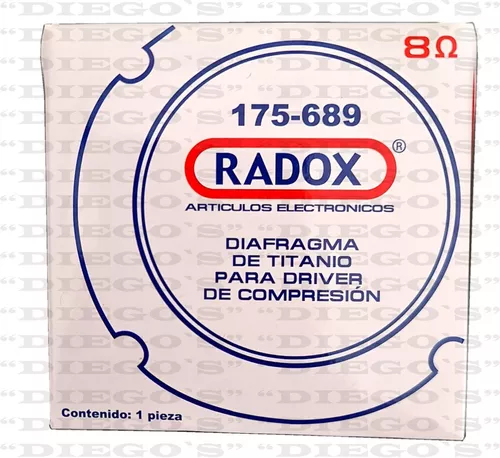 8Ω
175-689
RADOX®
ARTICULOS ELECTRONICOS
DIAFRAGMA
DE TITANIO
PARA DRIVER
DE COMPRESIÓN
Contenido: 1 pieza
"DIEGO`S"